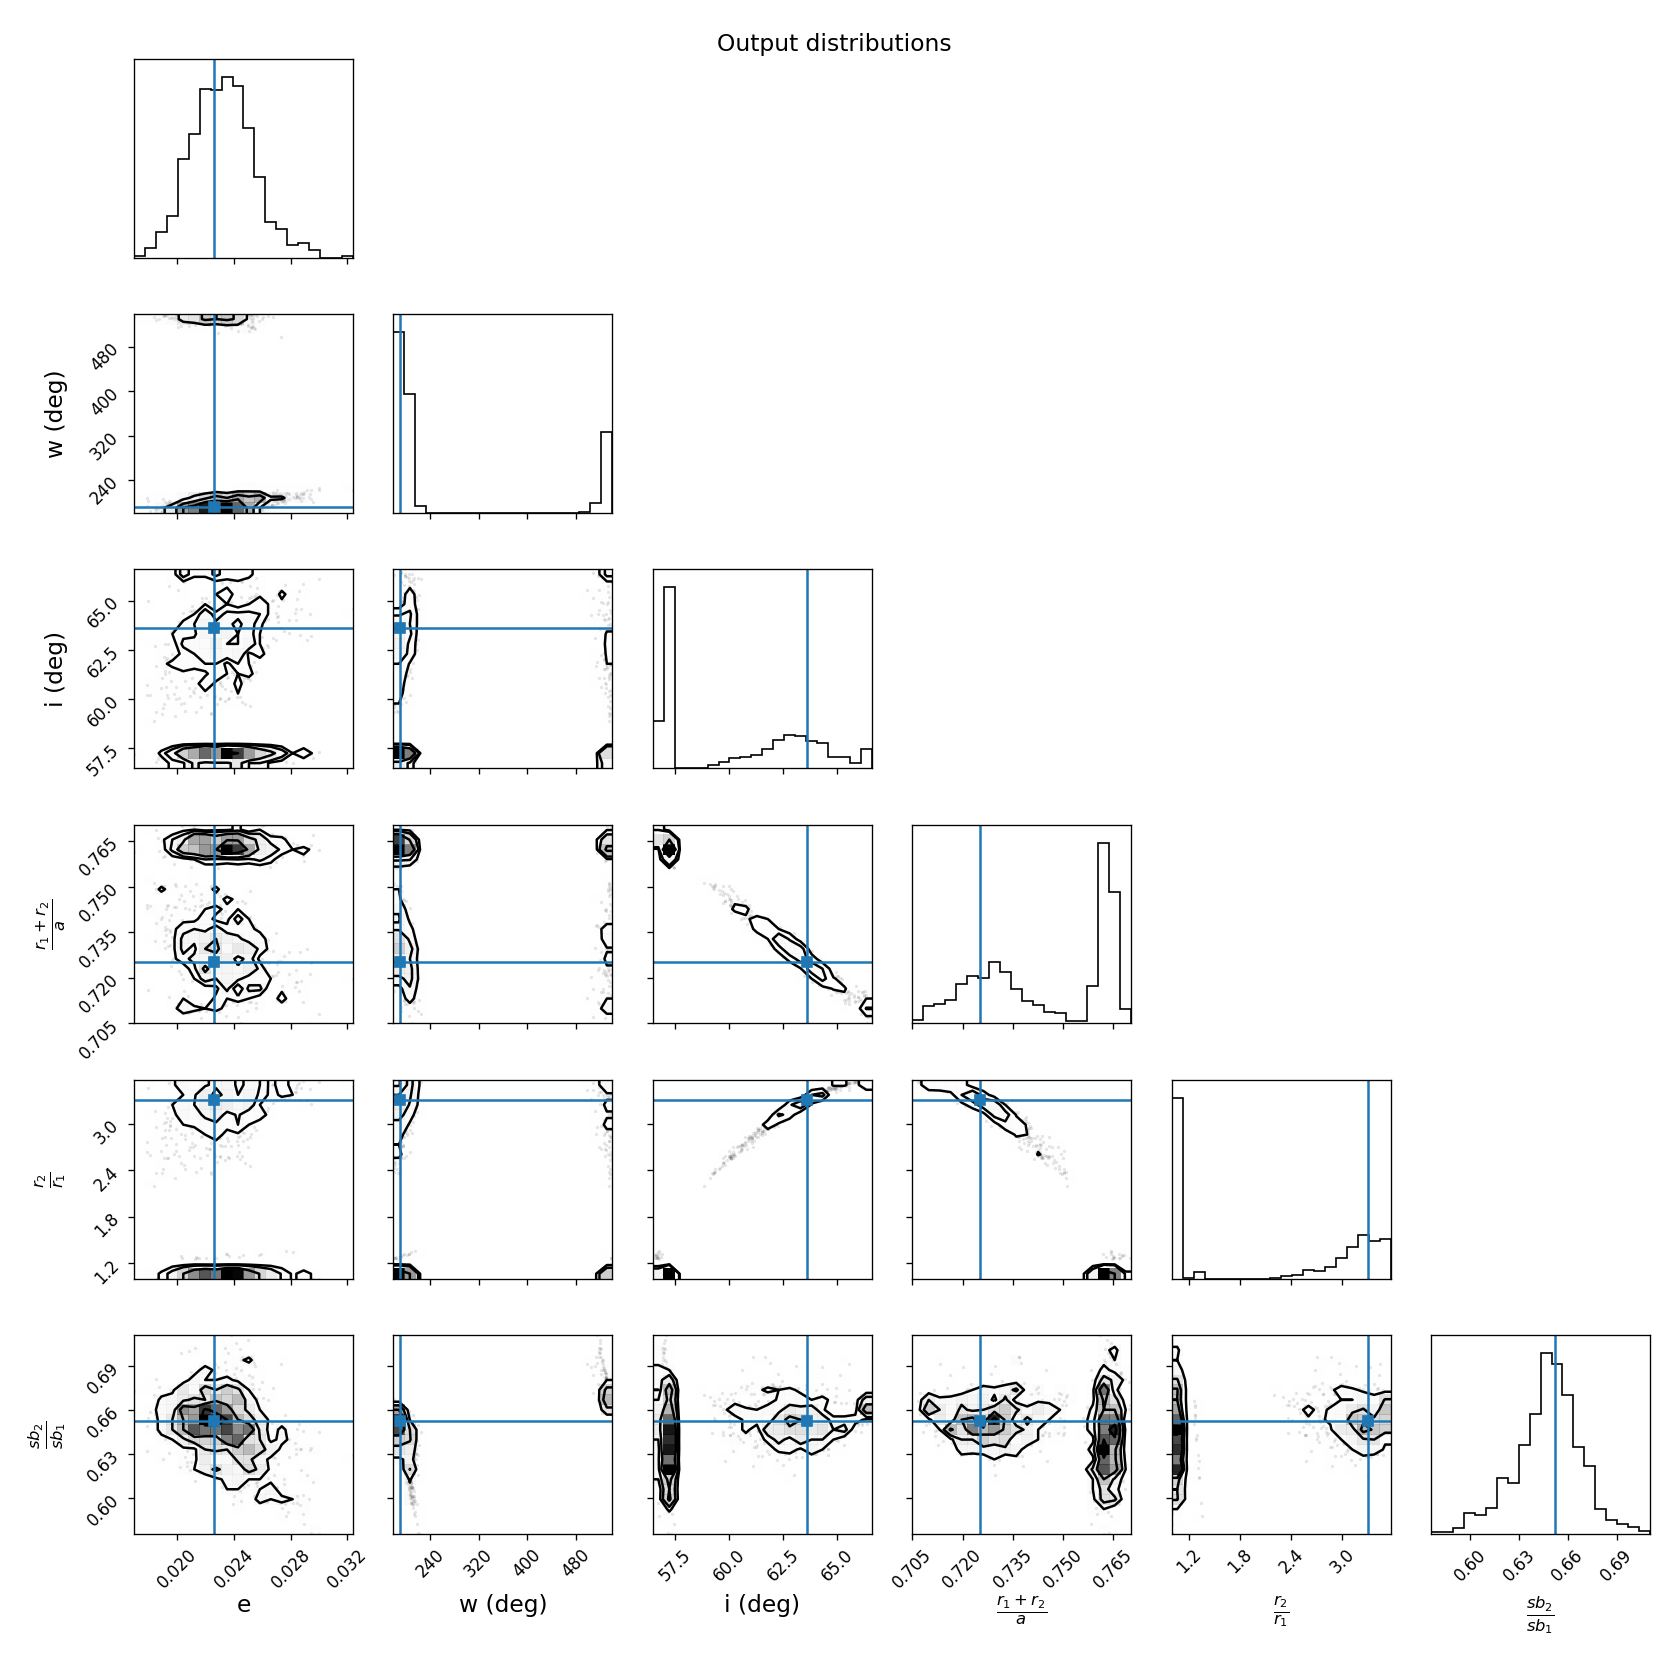 Output distributions
w (deg)
480
400
320
240
i (deg)
65.0
62.5
60.0
57.5
r₁ + r₂
a
0.765
0.750
0.735
0.720
0.705
r₂
r₁
3.0
2.4
1.8
1.2
sb₂
sb₁
0.69
0.66
0.63
0.60
0.020 0.024 0.028 0.032
240 320 400 480
57.5 60.0 62.5 65.0
0.705 0.720 0.735 0.750 0.765
1.2 1.8 2.4 3.0
0.60 0.63 0.66 0.69
e
w (deg)
i (deg)
r₁ + r₂
a
r₂
r₁
sb₂
sb₁